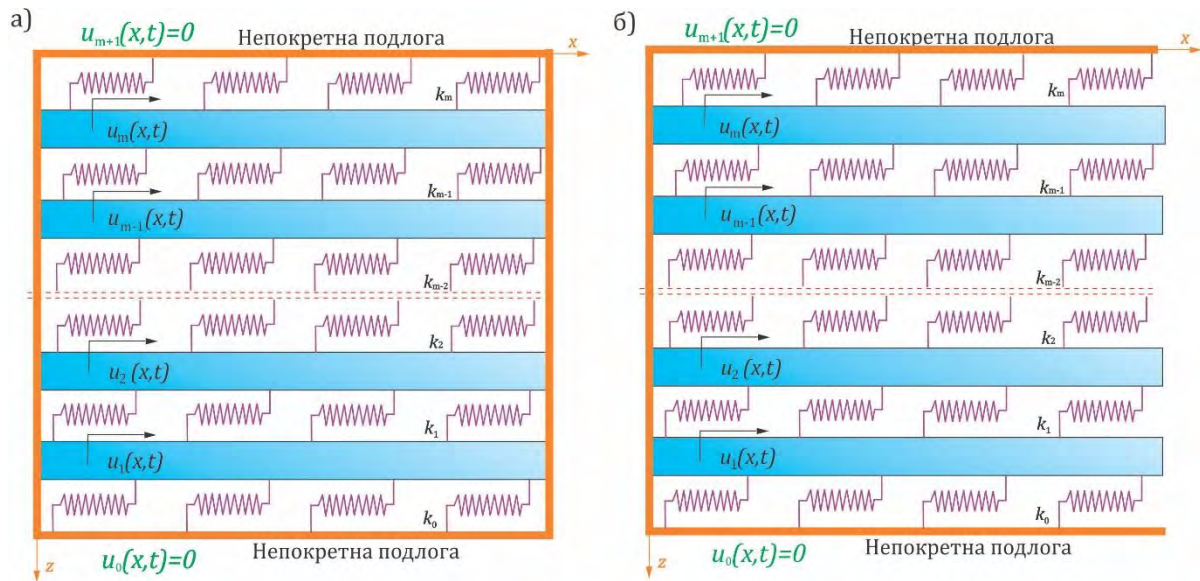 а)
u_{m+1}(x,t)=0
Непокретна подлога
x
k_m
u_m(x,t)
k_{m-1}
u_{m-1}(x,t)
k_{m-2}
k_2
u_2(x,t)
k_1
u_1(x,t)
k_0
u_0(x,t)=0
Непокретна подлога
z
б)
u_{m+1}(x,t)=0
Непокретна подлога
x
k_m
u_m(x,t)
k_{m-1}
u_{m-1}(x,t)
k_{m-2}
k_2
u_2(x,t)
k_1
u_1(x,t)
k_0
u_0(x,t)=0
Непокретна подлога
z